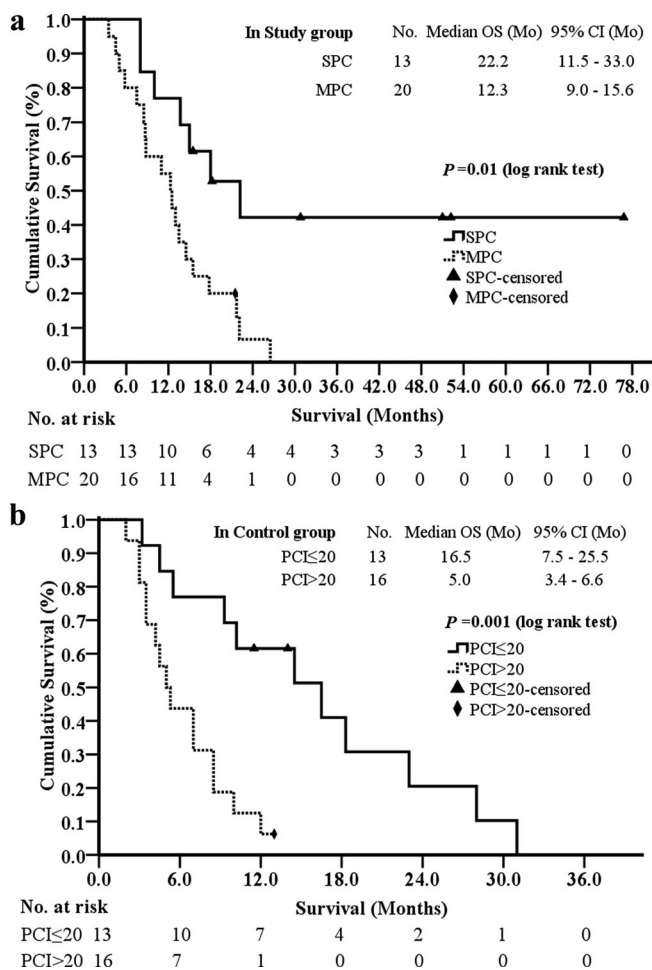 a
In Study group No. Median OS (Mo) 95% CI (Mo)
SPC 13 22.2 11.5 - 33.0
MPC 20 12.3 9.0 - 15.6
P =0.01 (log rank test)
SPC
MPC
SPC-censored
MPC-censored
Cumulative Survival (%)
1.0
0.9
0.8
0.7
0.6
0.5
0.4
0.3
0.2
0.1
0.0
0.0 6.0 12.0 18.0 24.0 30.0 36.0 42.0 48.0 54.0 60.0 66.0 72.0 78.0
Survival (Months)
No. at risk
SPC 13 13 10 6 4 4 3 3 3 1 1 1 1 0
MPC 20 16 11 4 1 0 0 0 0 0 0 0 0 0
b
In Control group No. Median OS (Mo) 95% CI (Mo)
PCI≤20 13 16.5 7.5 - 25.5
PCI>20 16 5.0 3.4 - 6.6
P =0.001 (log rank test)
PCI≤20
PCI>20
PCI≤20-censored
PCI>20-censored
Cumulative Survival (%)
1.0
0.9
0.8
0.7
0.6
0.5
0.4
0.3
0.2
0.1
0.0
0.0 6.0 12.0 18.0 24.0 30.0 36.0
Survival (Months)
No. at risk
PCI≤20 13 10 7 4 2 1 0
PCI>20 16 7 1 0 0 0 0